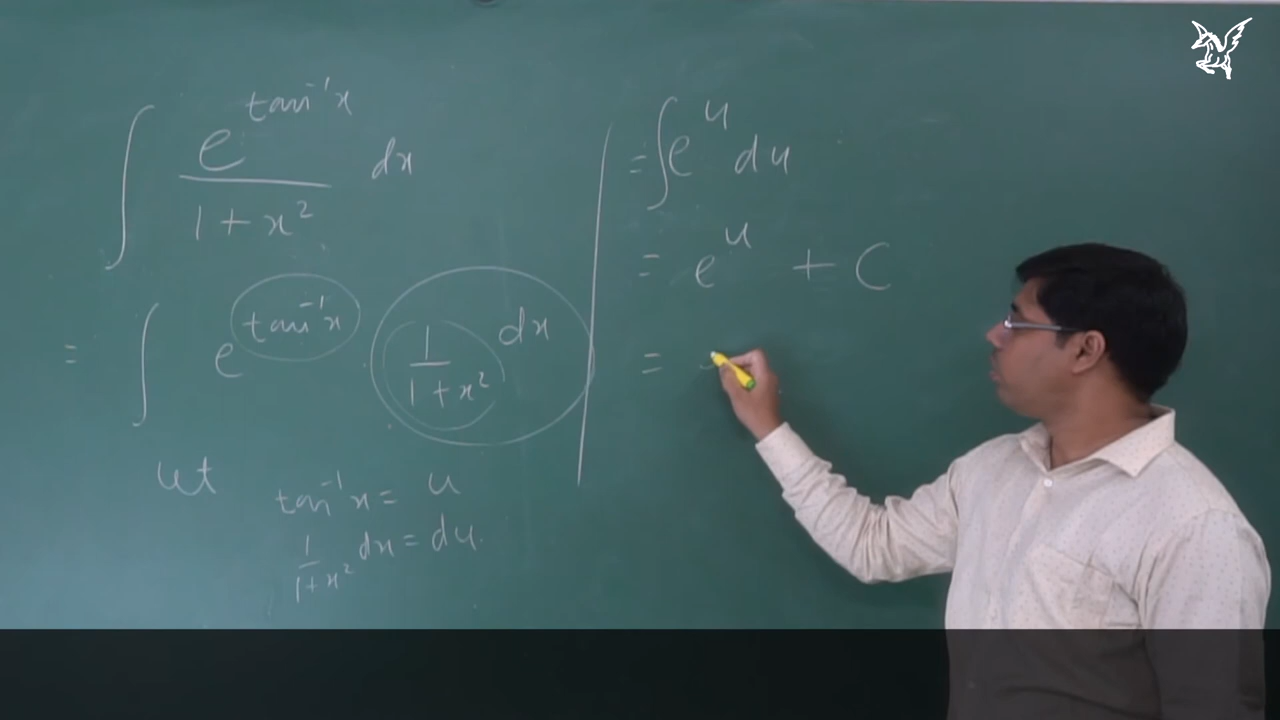 ∫ e^(tan⁻¹x) / (1 + x²) dx
= ∫ e^(tan⁻¹x) (1 / (1 + x²)) dx
let tan⁻¹x = u
1/(1+x²) dx = du.
= ∫ e^u du
= e^u + C
=